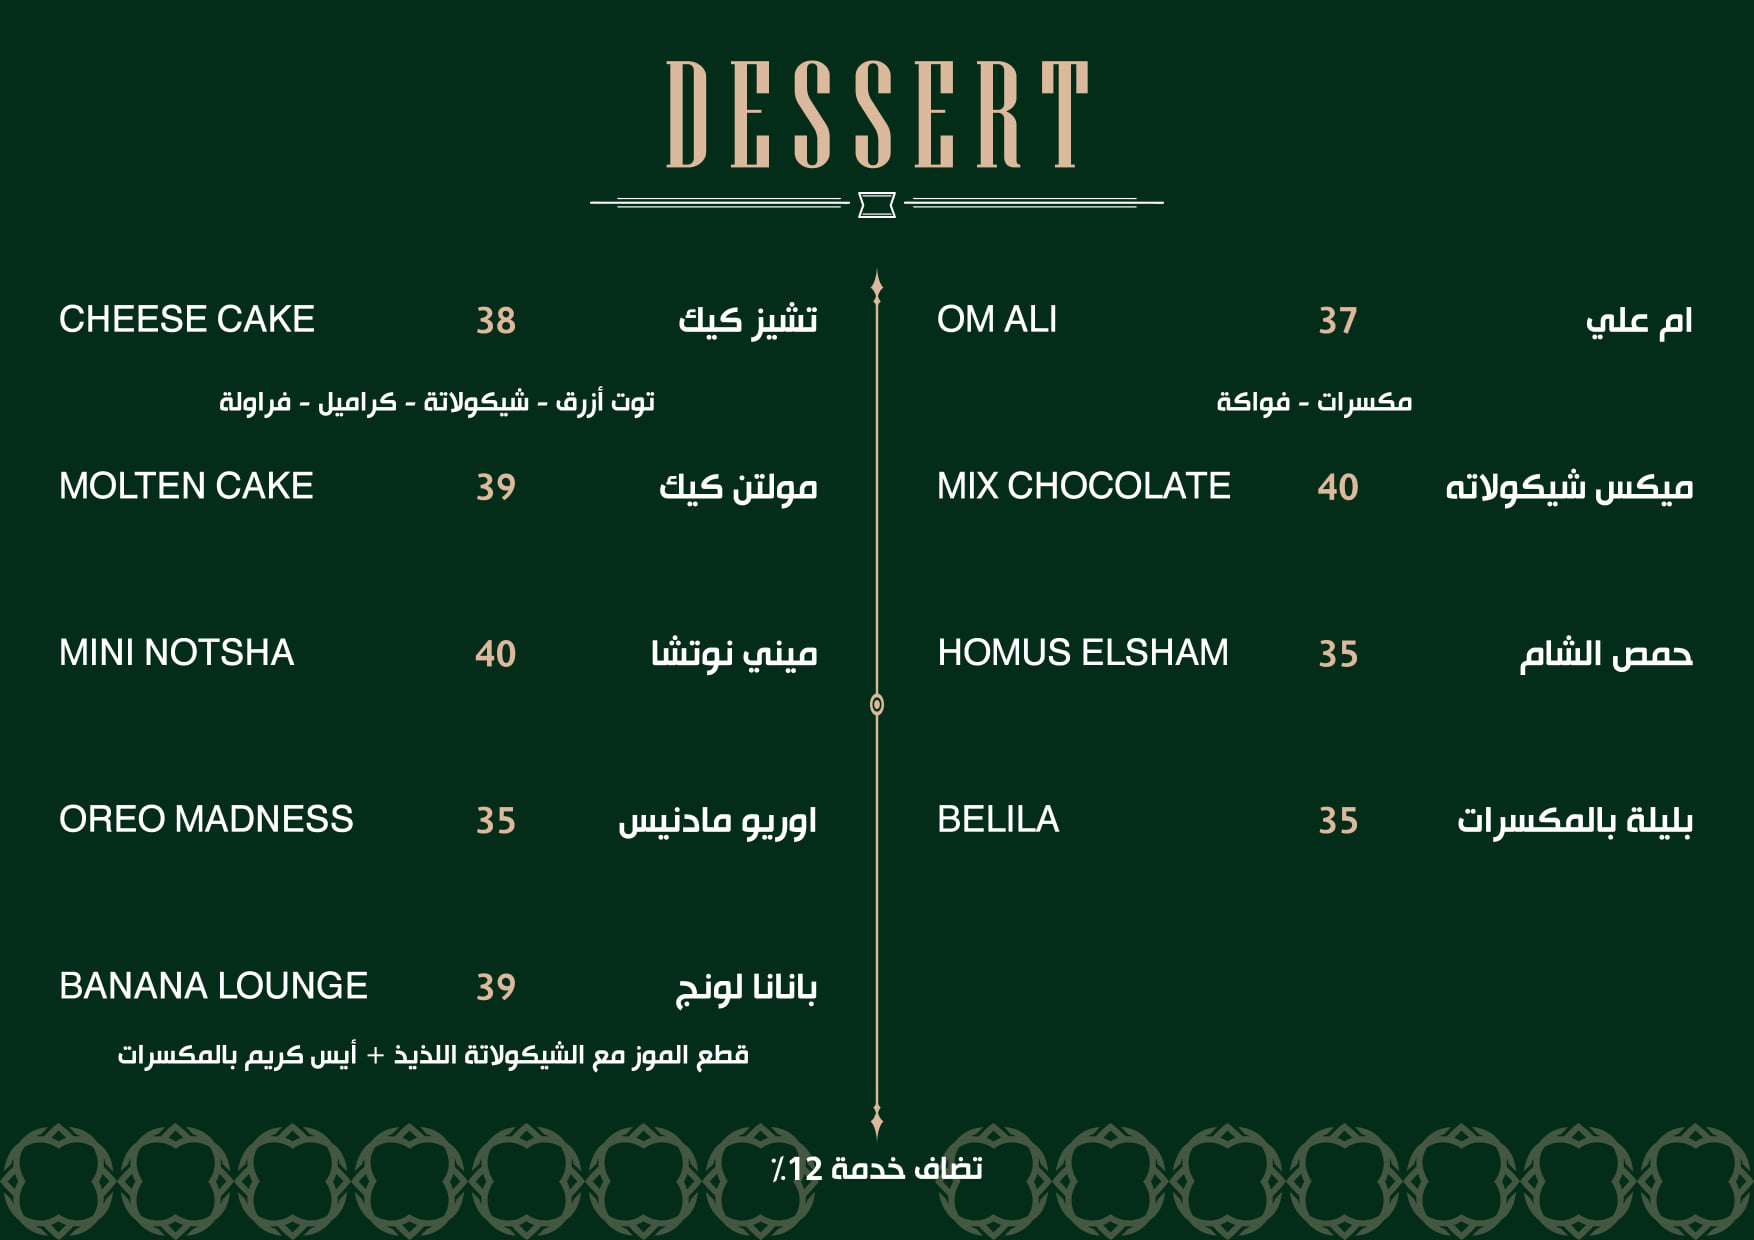 DESSERT
CHEESE CAKE 38 تشيز كيك
توت أزرق - شيكولاتة - كراميل - فراولة
MOLTEN CAKE 39 مولتن كيك
MINI NOTSHA 40 ميني نوتشا
OREO MADNESS 35 اوريو مادنيس
BANANA LOUNGE 39 بانانا لونج
قطع الموز مع الشيكولاتة اللذيذ + أيس كريم بالمكسرات
OM ALI 37 ام علي
مكسرات - فواكة
MIX CHOCOLATE 40 ميكس شيكولاته
HOMUS ELSHAM 35 حمص الشام
BELILA 35 بليلة بالمكسرات
تضاف خدمة 12٪